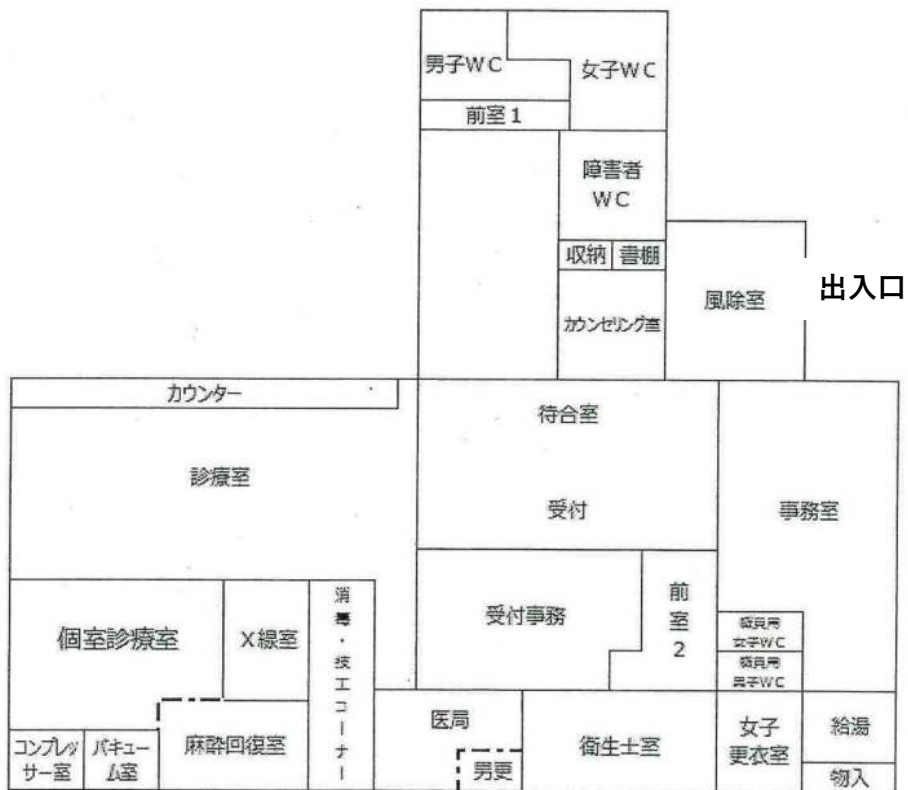 男子WC
女子WC
前室1
障害者
WC
収納
書棚
カウンセリング室
風除室
出入口
カウンター
待合室
診療室
受付
事務室
個室診療室
X線室
消毒・技工コーナー
受付事務
前室2
職員用
女子WC
職員用
男子WC
コンプレッ
サー室
バキュー
ム室
麻酔回復室
医局
男更
衛生士室
女子
更衣室
給湯
物入